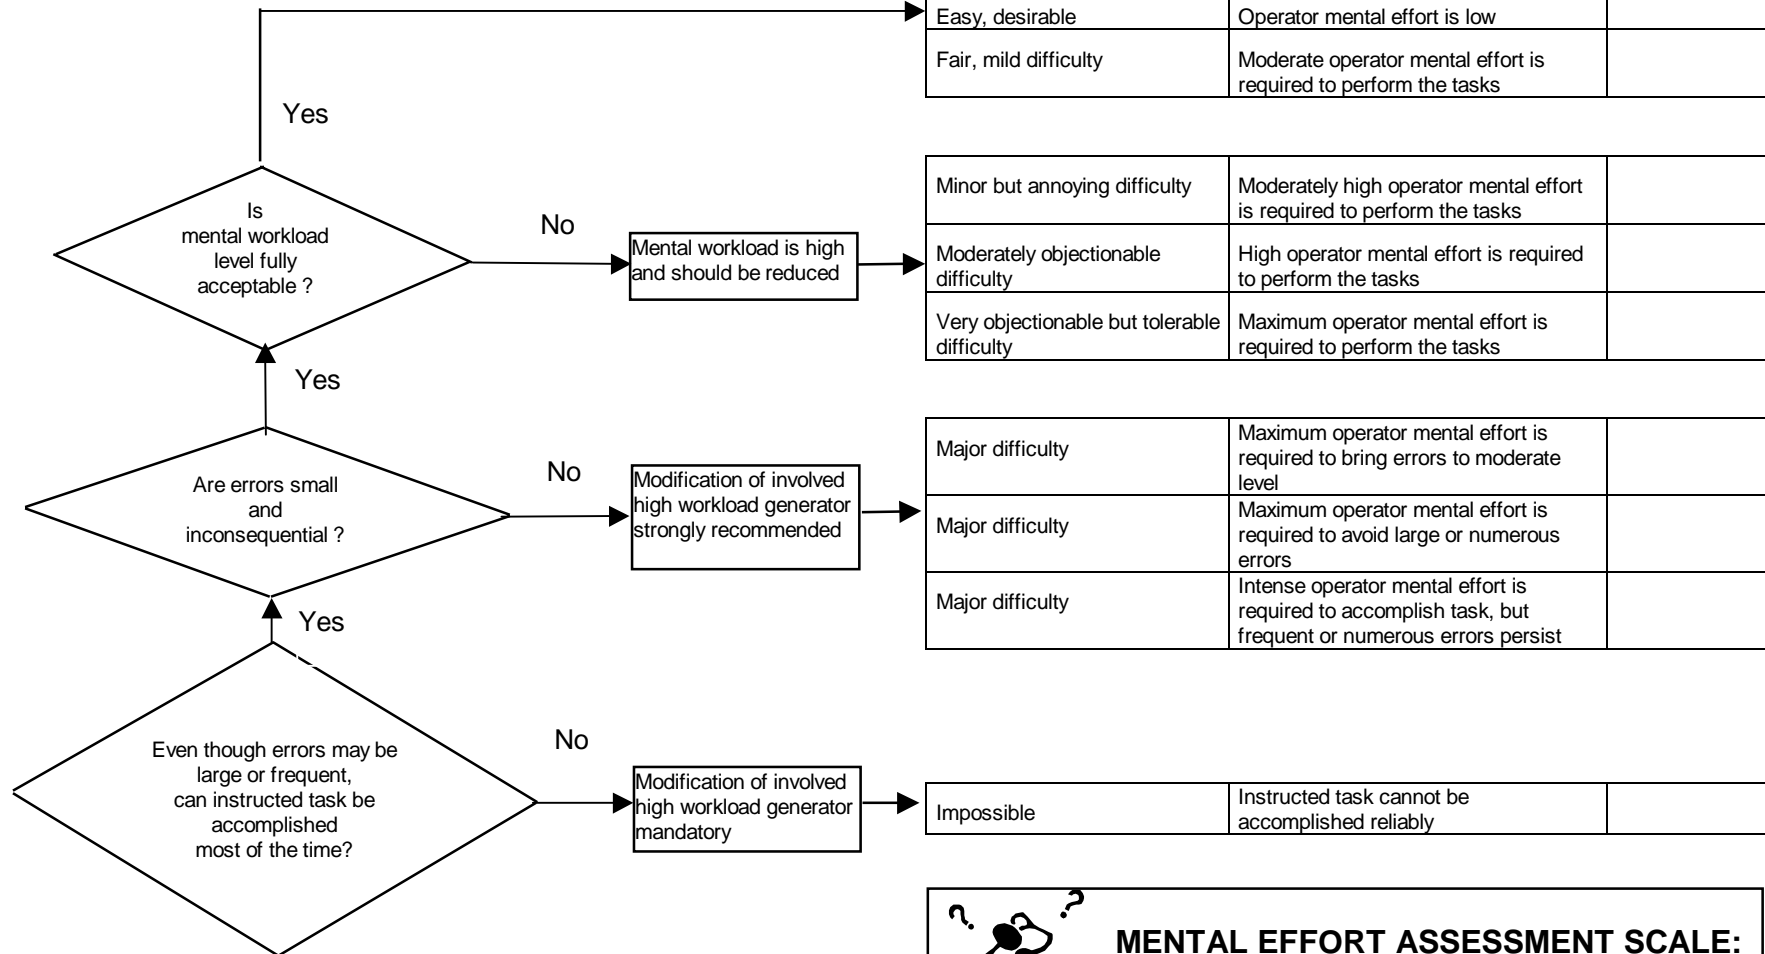 Easy, desirable
Operator mental effort is low
Fair, mild difficulty
Moderate operator mental effort is
required to perform the tasks
Yes
Is
mental workload
level fully
acceptable ?
No
Mental workload is high
and should be reduced
Minor but annoying difficulty
Moderately high operator mental effort
is required to perform the tasks
Moderately objectionable
difficulty
High operator mental effort is required
to perform the tasks
Very objectionable but tolerable
difficulty
Maximum operator mental effort is
required to perform the tasks
Yes
Are errors small
and
inconsequential ?
No
Modification of involved
high workload generator
strongly recommended
Major difficulty
Maximum operator mental effort is
required to bring errors to moderate
level
Major difficulty
Maximum operator mental effort is
required to avoid large or numerous
errors
Major difficulty
Intense operator mental effort is
required to accomplish task, but
frequent or numerous errors persist
Yes
Even though errors may be
large or frequent,
can instructed task be
accomplished
most of the time?
No
Modification of involved
high workload generator
mandatory
Impossible
Instructed task cannot be
accomplished reliably
? ?
MENTAL EFFORT ASSESSMENT SCALE: